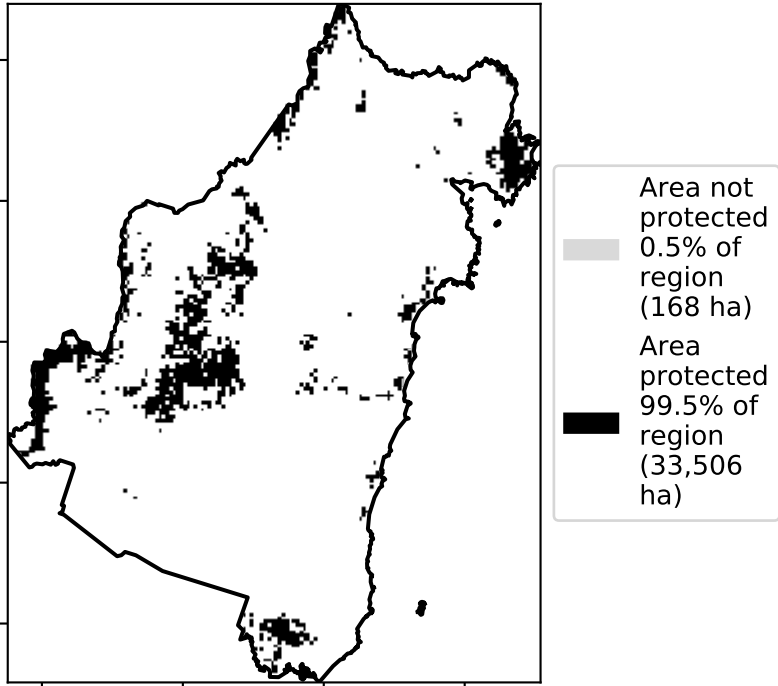 Area not
protected
0.5% of
region
(168 ha)
Area
protected
99.5% of
region
(33,506
ha)